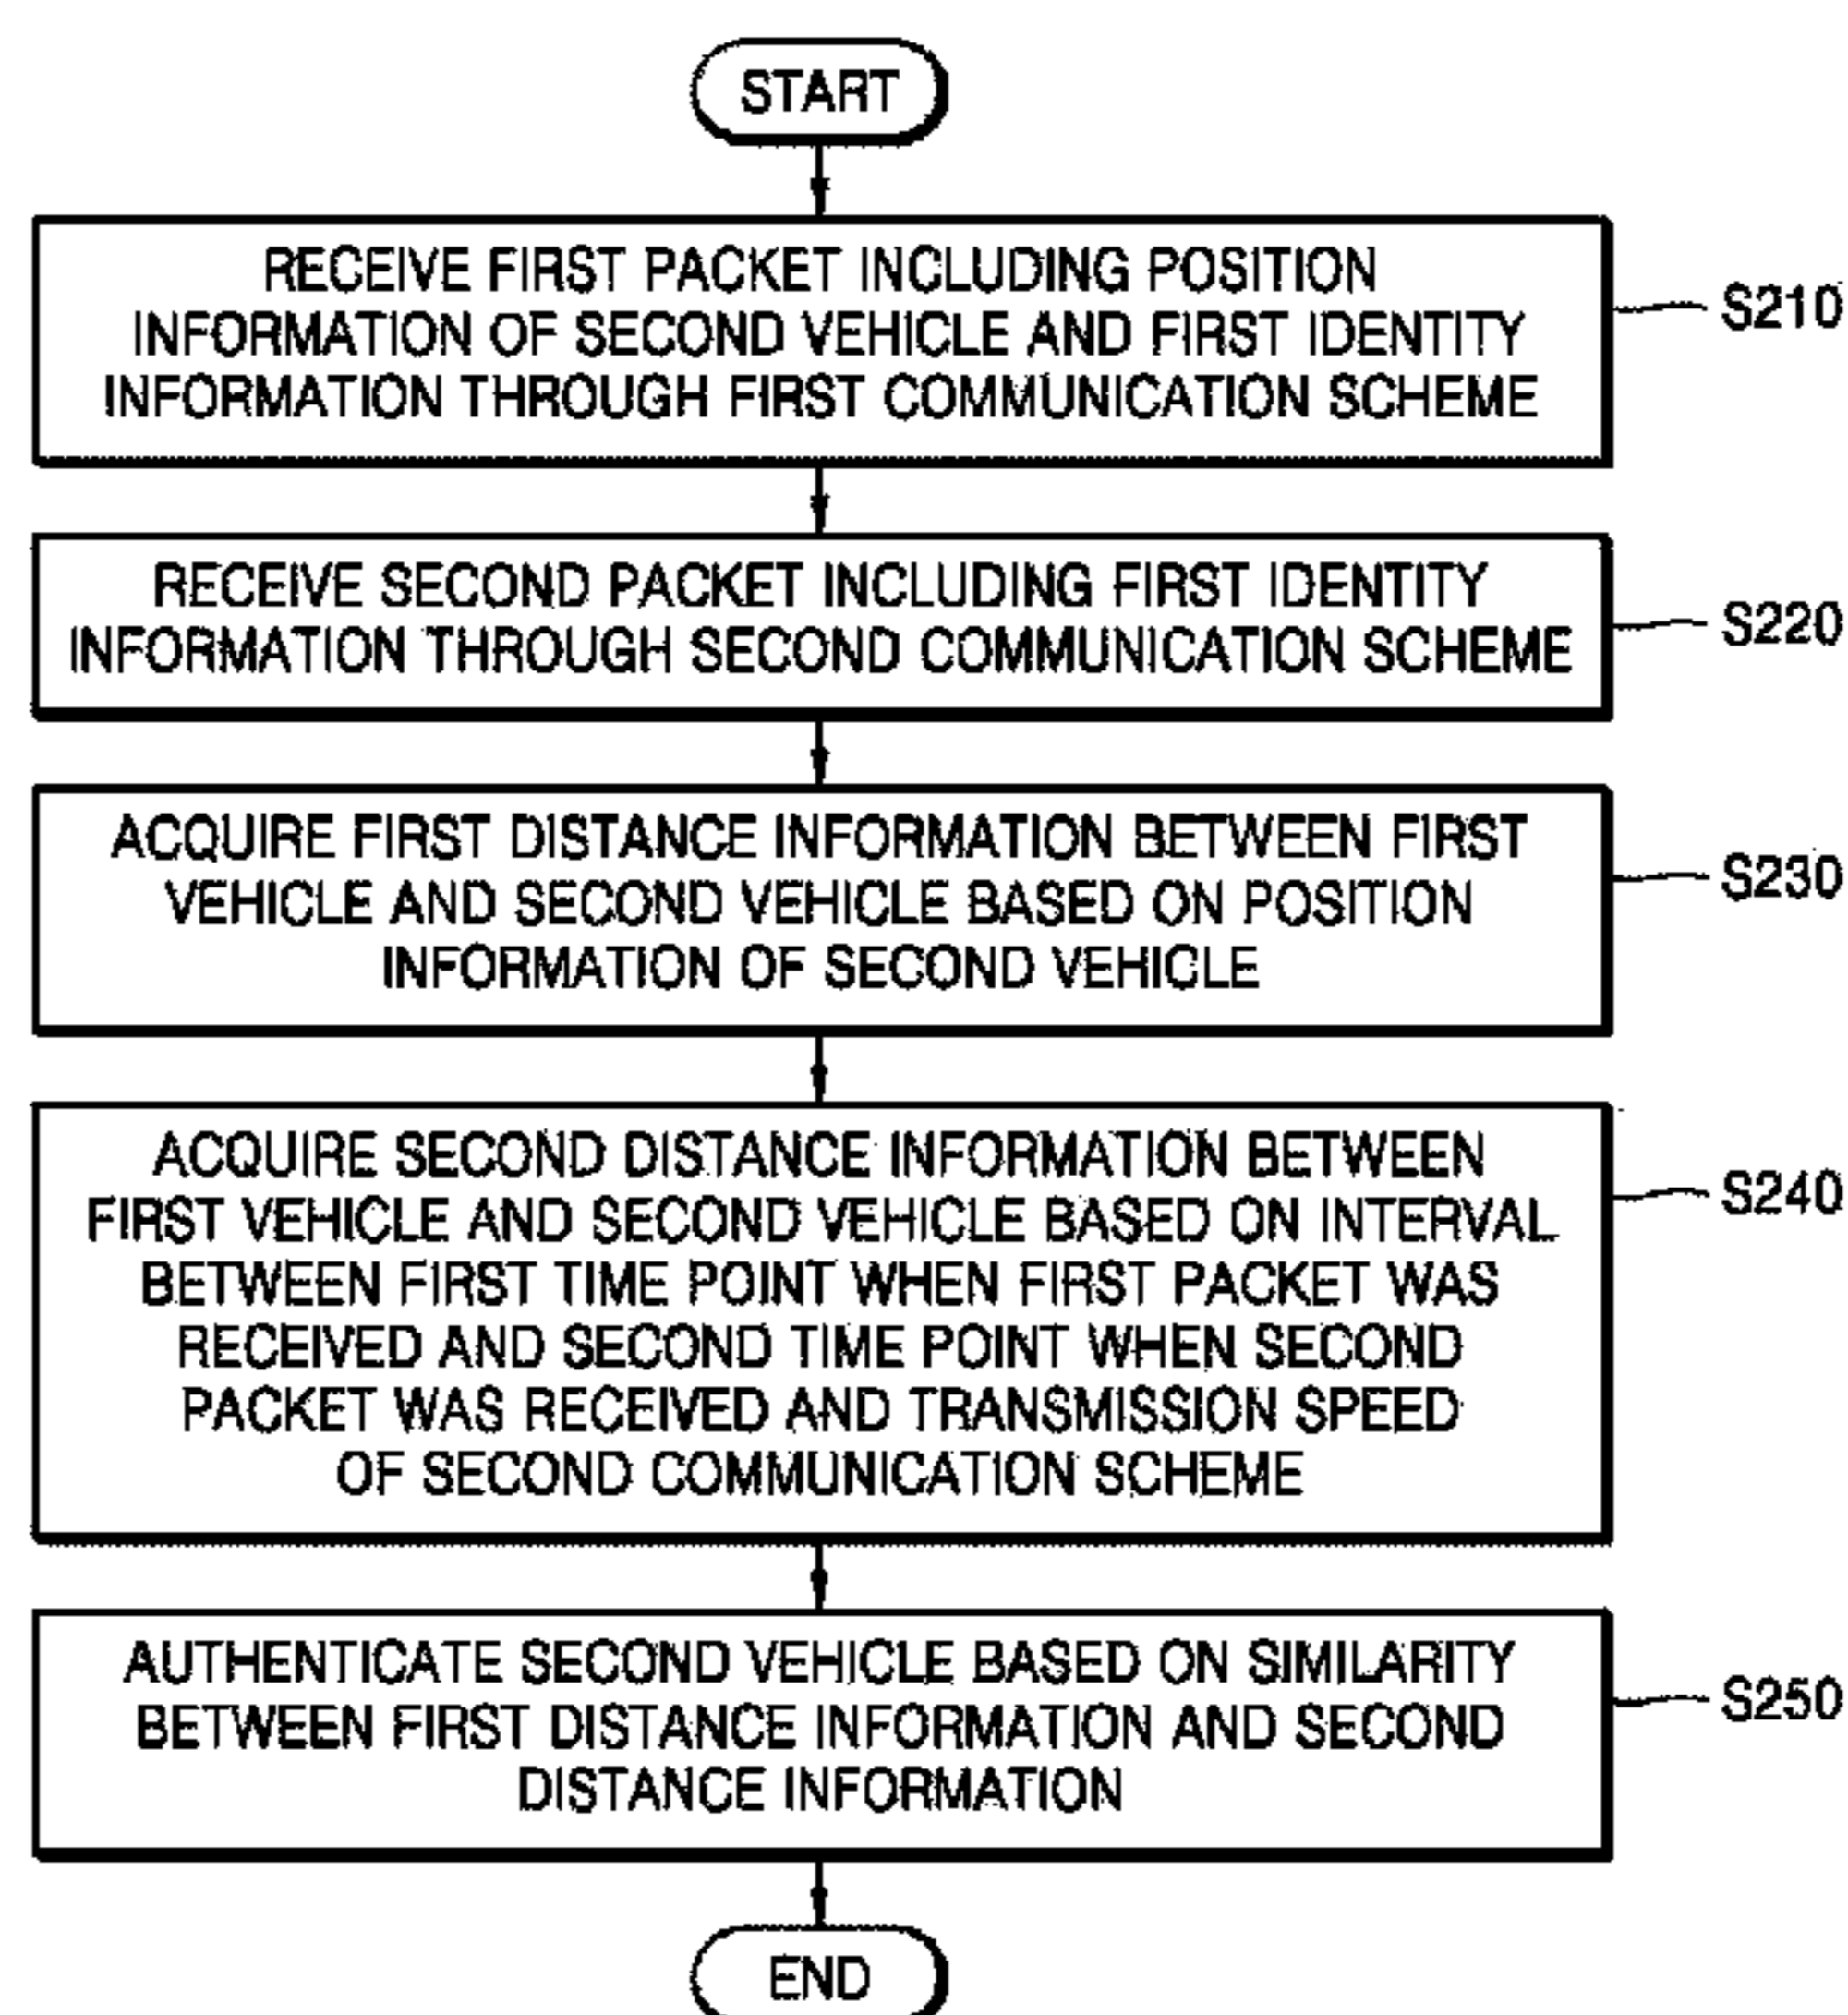 START
RECEIVE FIRST PACKET INCLUDING POSITION
INFORMATION OF SECOND VEHICLE AND FIRST IDENTITY
INFORMATION THROUGH FIRST COMMUNICATION SCHEME
S210
RECEIVE SECOND PACKET INCLUDING FIRST IDENTITY
INFORMATION THROUGH SECOND COMMUNICATION SCHEME
S220
ACQUIRE FIRST DISTANCE INFORMATION BETWEEN FIRST
VEHICLE AND SECOND VEHICLE BASED ON POSITION
INFORMATION OF SECOND VEHICLE
S230
ACQUIRE SECOND DISTANCE INFORMATION BETWEEN
FIRST VEHICLE AND SECOND VEHICLE BASED ON INTERVAL
BETWEEN FIRST TIME POINT WHEN FIRST PACKET WAS
RECEIVED AND SECOND TIME POINT WHEN SECOND
PACKET WAS RECEIVED AND TRANSMISSION SPEED
OF SECOND COMMUNICATION SCHEME
S240
AUTHENTICATE SECOND VEHICLE BASED ON SIMILARITY
BETWEEN FIRST DISTANCE INFORMATION AND SECOND
DISTANCE INFORMATION
S250
END